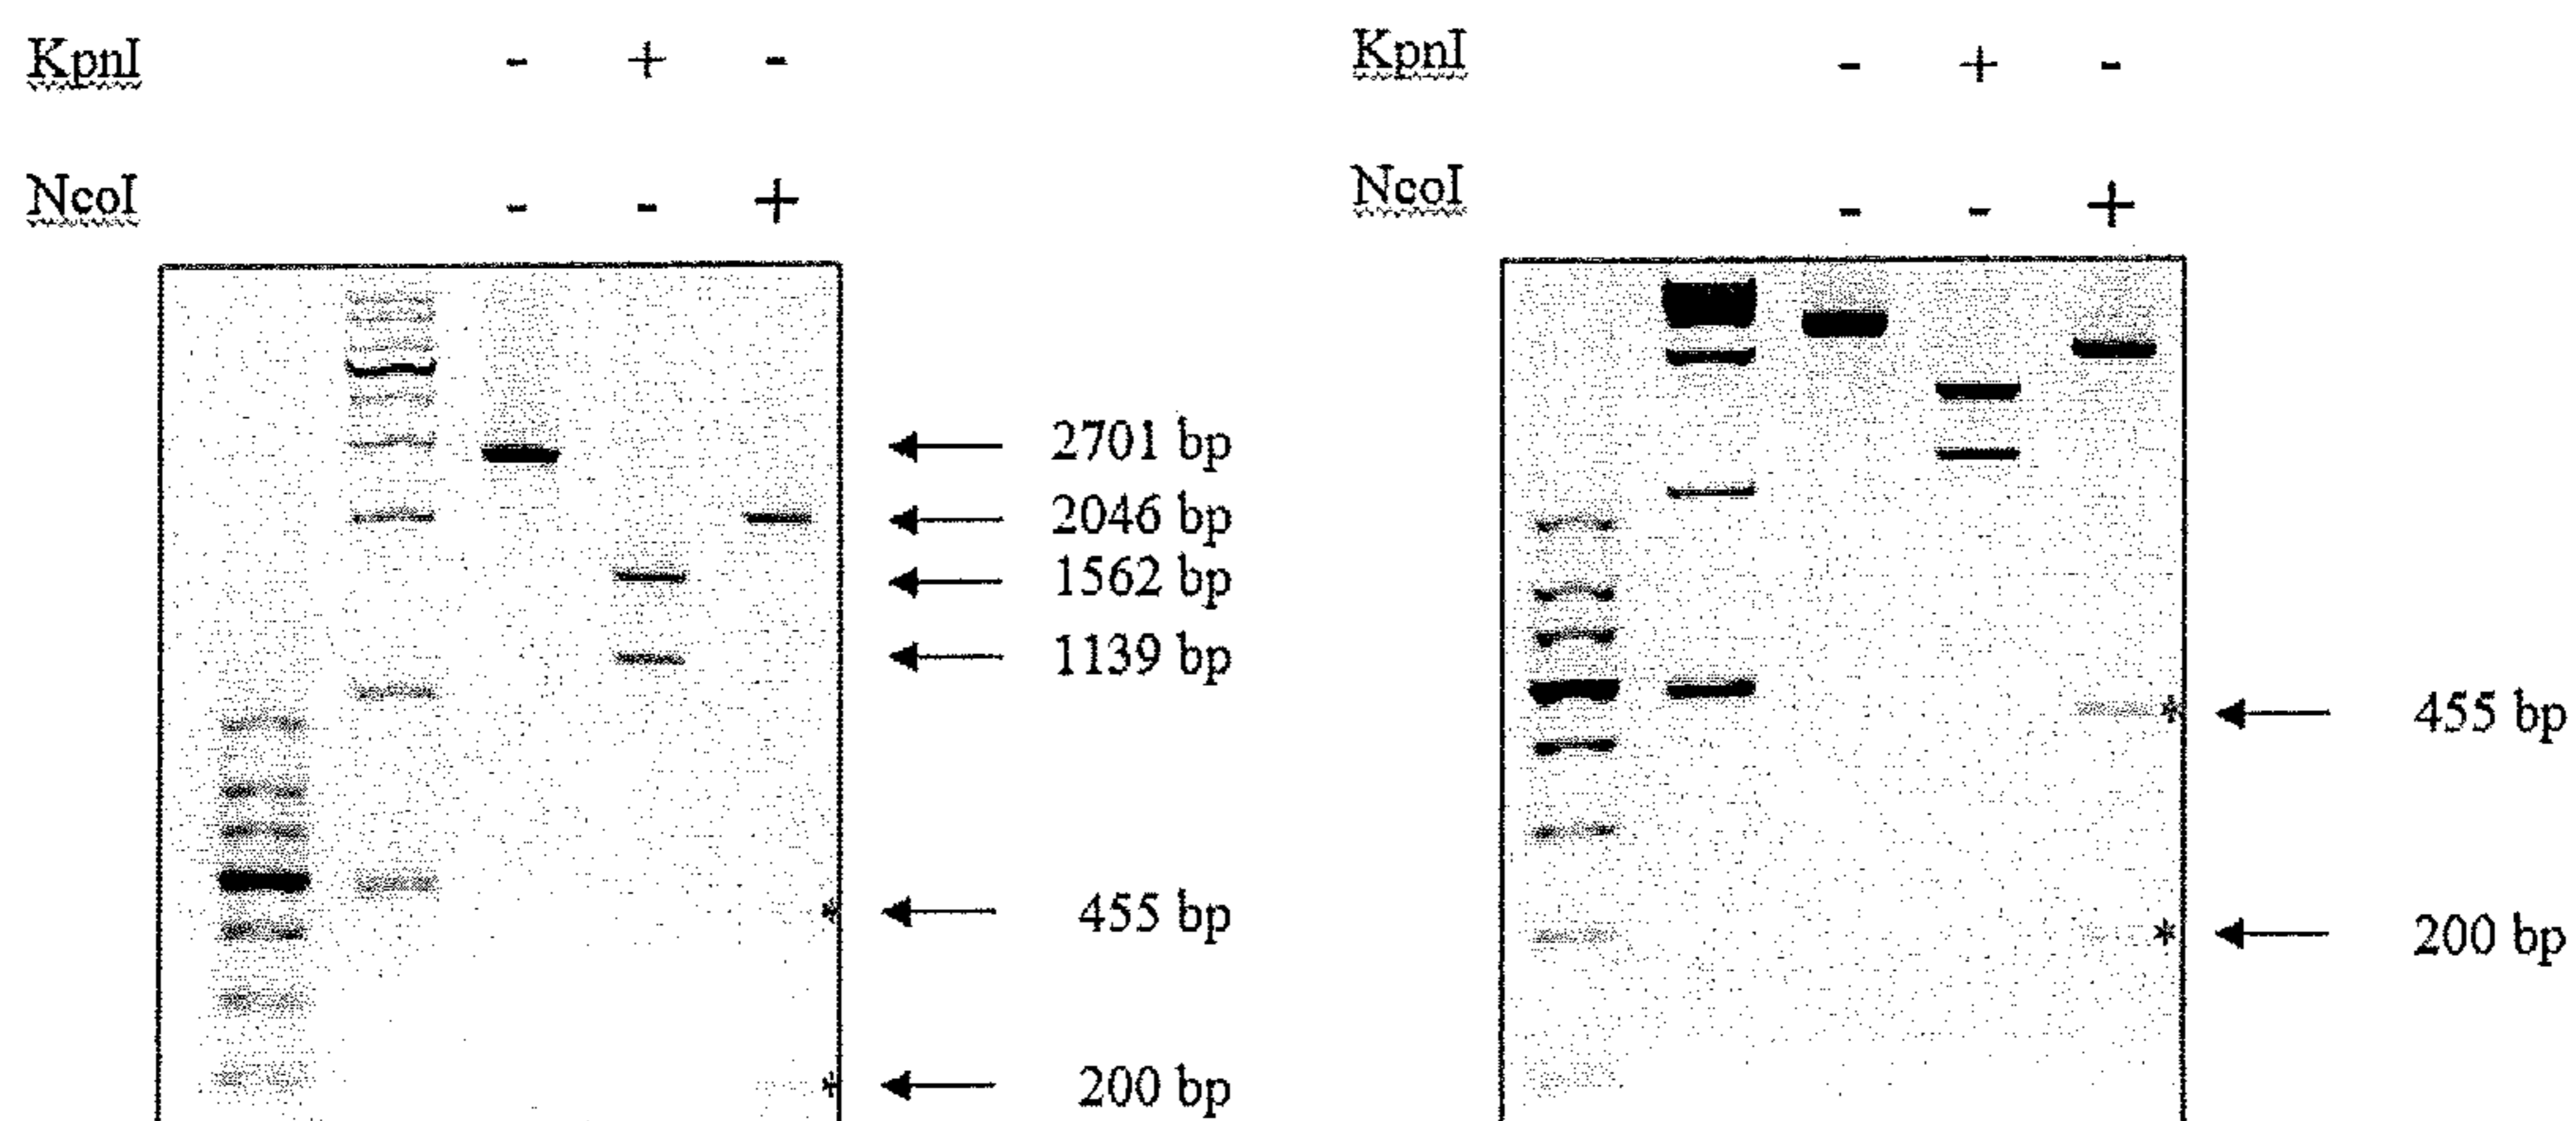 KpnI - + -
NcoI - - +
2701 bp
2046 bp
1562 bp
1139 bp
455 bp
*
200 bp
*
KpnI - + -
NcoI - - +
455 bp
*
200 bp
*